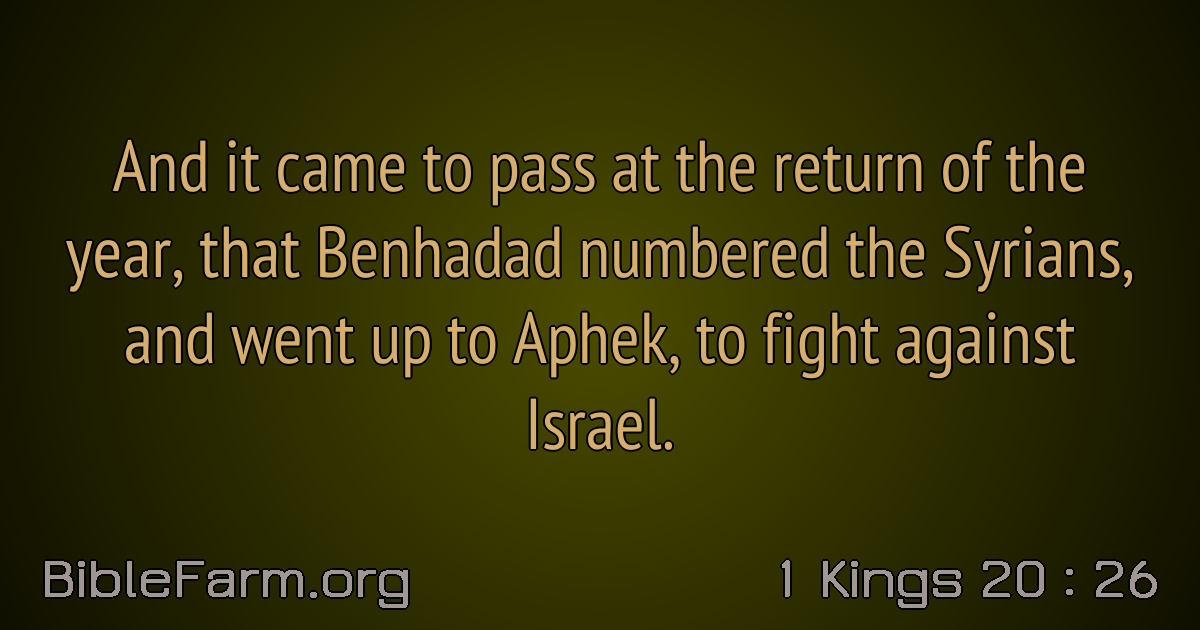 And it came to pass at the return of the
year, that Benhadad numbered the Syrians,
and went up to Aphek, to fight against
Israel.
BibleFarm.org
1 Kings 20 : 26